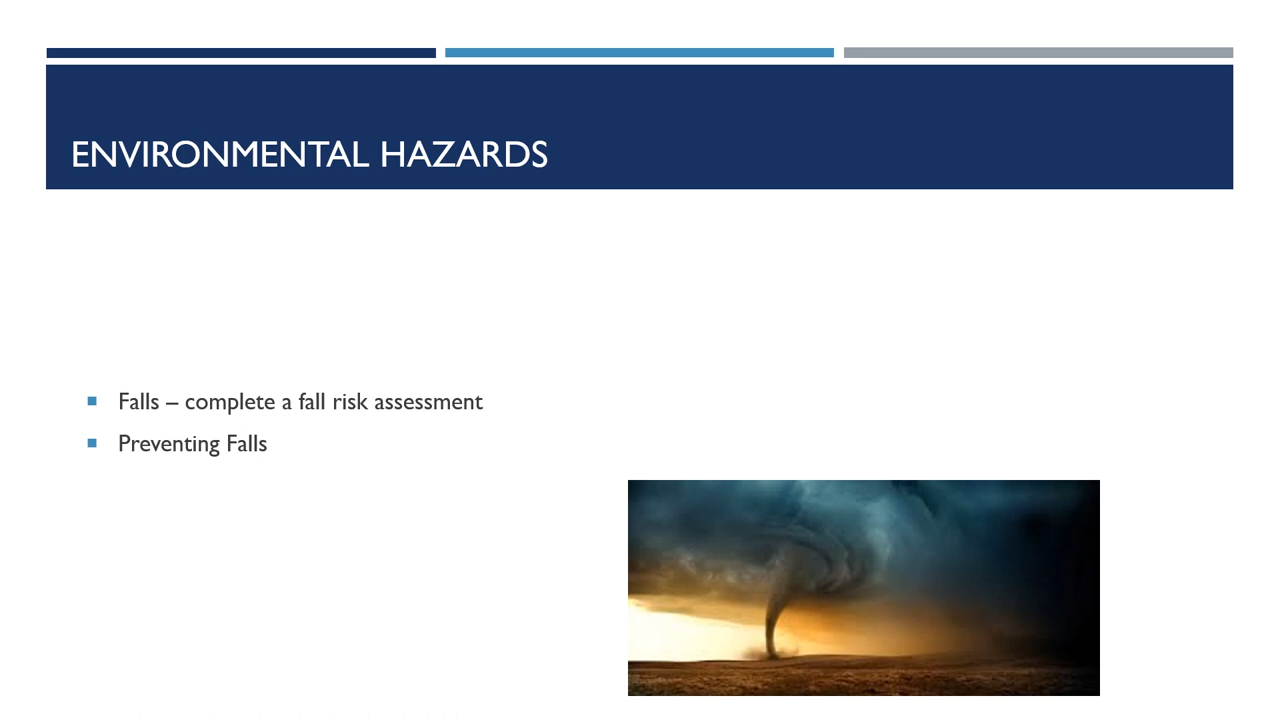 ENVIRONMENTAL HAZARDS
Falls – complete a fall risk assessment
Preventing Falls